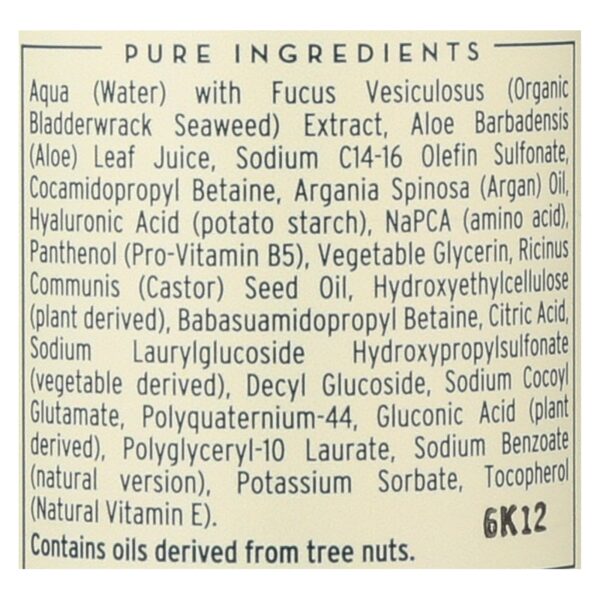 PURE INGREDIENTS
Aqua (Water) with Fucus Vesiculosus (Organic
Bladderwrack Seaweed) Extract, Aloe Barbadensis
(Aloe) Leaf Juice, Sodium C14-16 Olefin Sulfonate,
Cocamidopropyl Betaine, Argania Spinosa (Argan) Oil,
Hyaluronic Acid (potato starch), NaPCA (amino acid),
Panthenol (Pro-Vitamin B5), Vegetable Glycerin, Ricinus
Communis (Castor) Seed Oil, Hydroxyethylcellulose
(plant derived), Babasuamidopropyl Betaine, Citric Acid,
Sodium Laurylglucoside Hydroxypropylsulfonate
(vegetable derived), Decyl Glucoside, Sodium Cocoyl
Glutamate, Polyquaternium-44, Gluconic Acid (plant
derived), Polyglyceryl-10 Laurate, Sodium Benzoate
(natural version), Potassium Sorbate, Tocopherol
(Natural Vitamin E).
6K12
Contains oils derived from tree nuts.